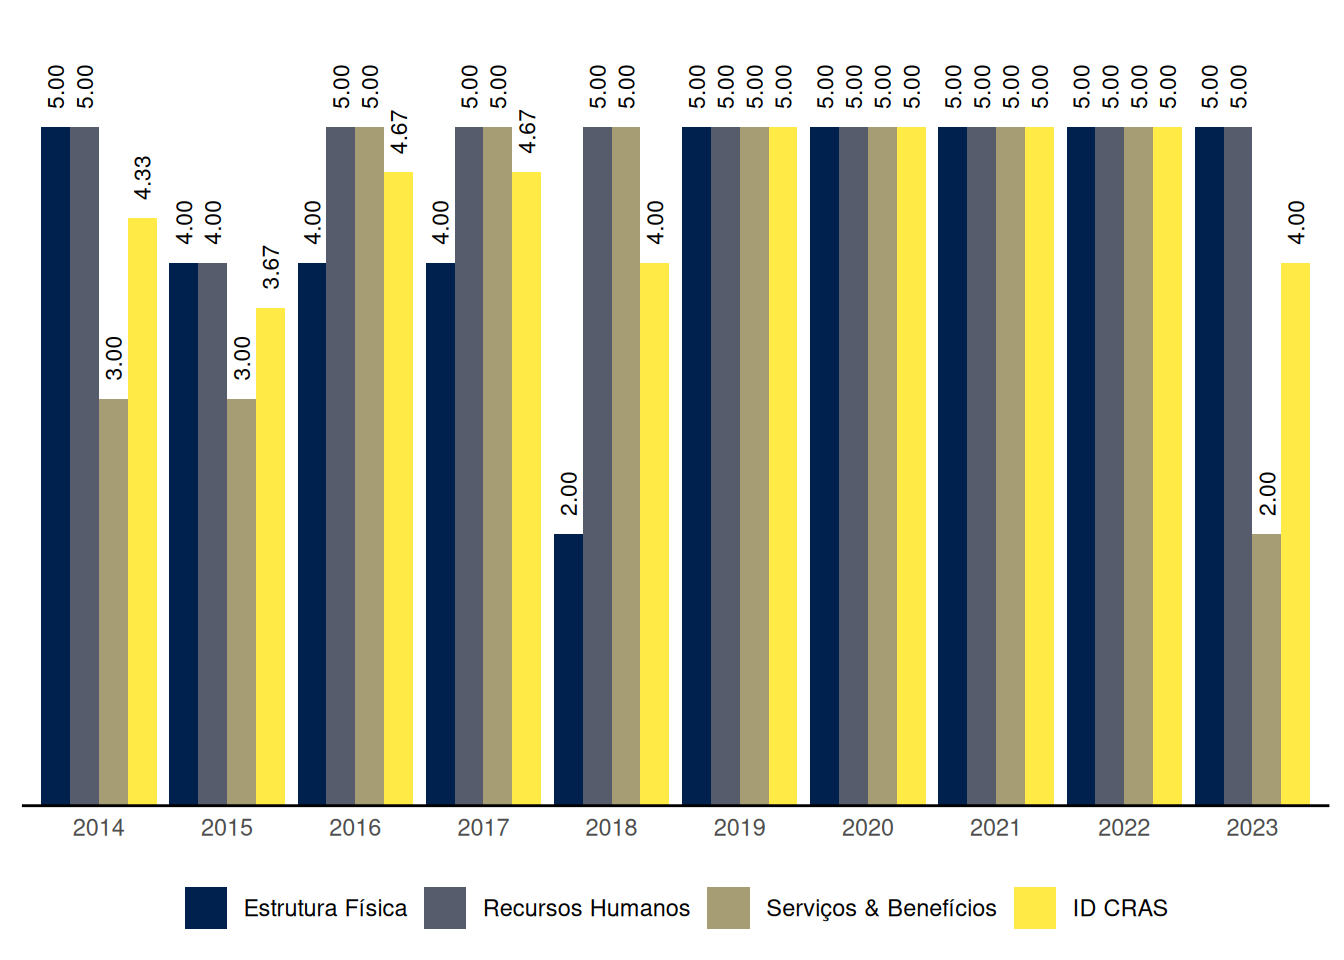 5.00 5.00 3.00 4.33 4.00 4.00 3.00 3.67 4.00 5.00 5.00 4.67 4.00 5.00 5.00 4.67 2.00 5.00 5.00 4.00 5.00 5.00 5.00 5.00 5.00 5.00 5.00 5.00 5.00 5.00 5.00 5.00 5.00 5.00 5.00 5.00 5.00 5.00 2.00 4.00
2014 2015 2016 2017 2018 2019 2020 2021 2022 2023
Estrutura Física Recursos Humanos Serviços & Benefícios ID CRAS